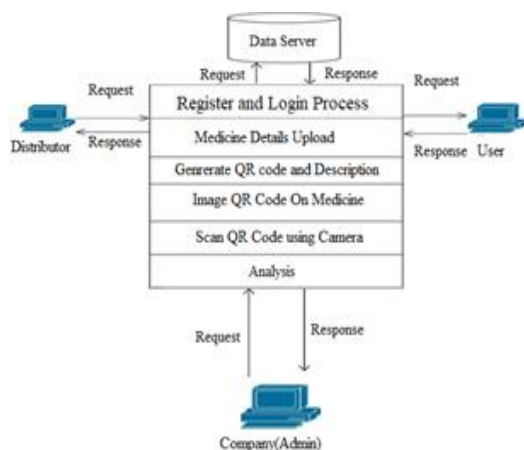 Data Server
Request
Response
Request
Request
Register and Login Process
Distributor
Response
Medicine Details Upload
Response
User
Genrerate QR code and Description
Image QR Code On Medicine
Scan QR Code using Camera
Analysis
Request
Response
Company(Admin)